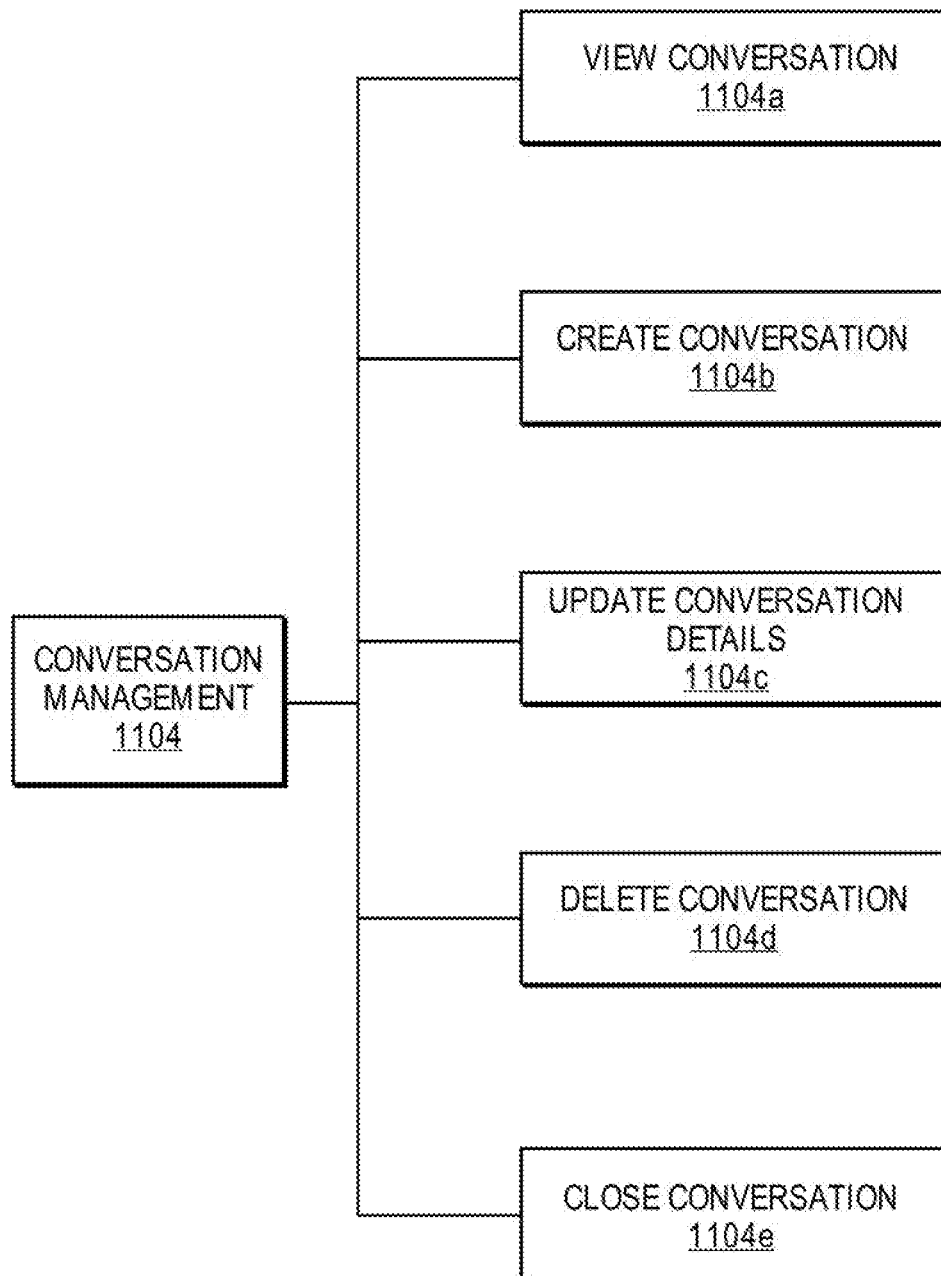 VIEW CONVERSATION
1104a
CREATE CONVERSATION
1104b
UPDATE CONVERSATION
DETAILS
1104c
CONVERSATION
MANAGEMENT
1104
DELETE CONVERSATION
1104d
CLOSE CONVERSATION
1104e